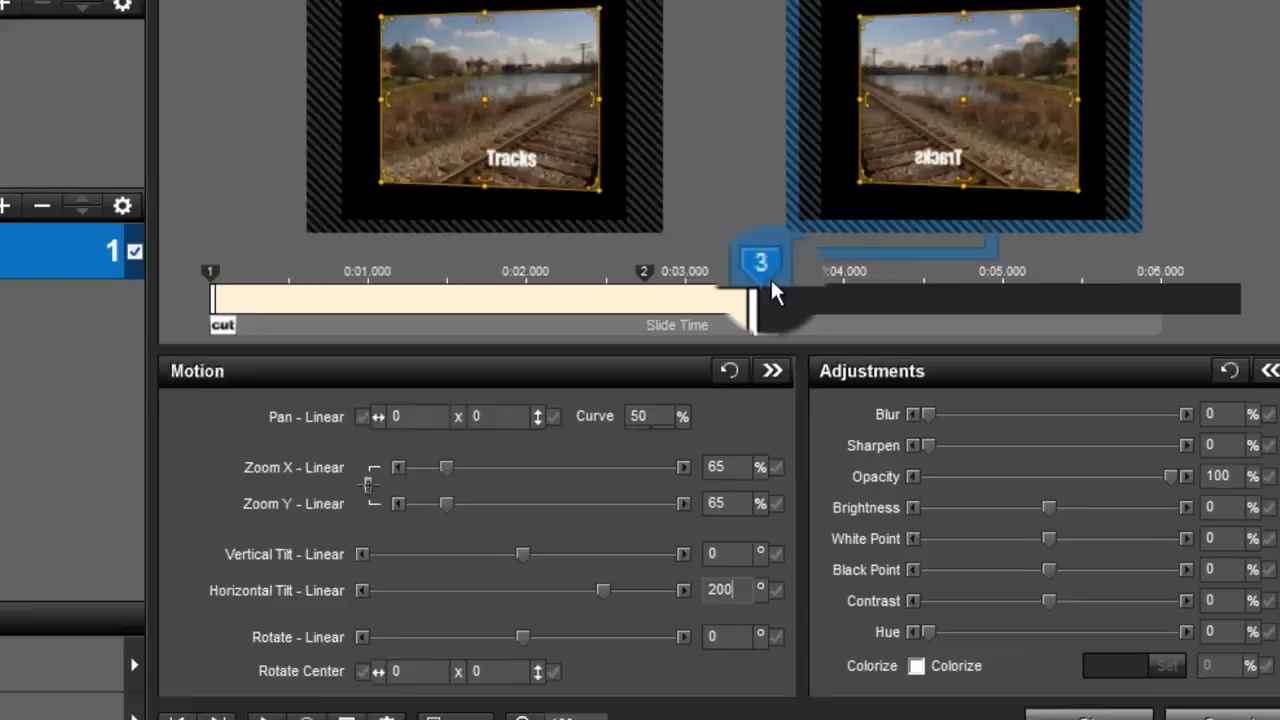 Tracks
Tracks
1
1 0:01.000 0:02.000 2 0:03.000 3 0:04.000 0:05.000 0:06.000
cut Slide Time
Motion
Pan - Linear 0 x 0 Curve 50 %
Zoom X - Linear 65 %
Zoom Y - Linear 65 %
Vertical Tilt - Linear 0 °
Horizontal Tilt - Linear 200 °
Rotate - Linear 0 °
Rotate Center 0 x 0
Adjustments
Blur 0 %
Sharpen 0 %
Opacity 100 %
Brightness 0 %
White Point 0 %
Black Point 0 %
Contrast 0 %
Hue 0 %
Colorize Colorize Set 0 %